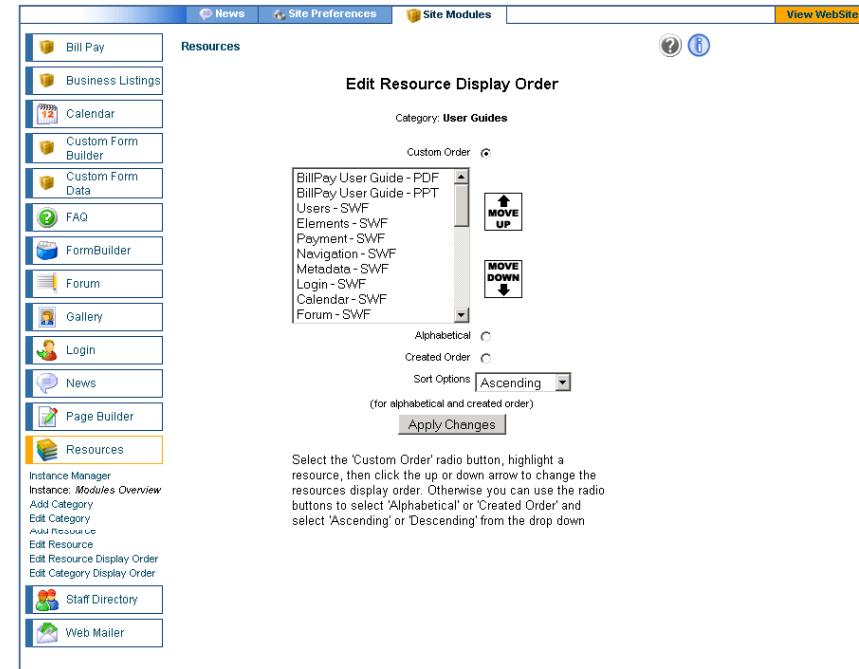 News
Site Preferences
Site Modules
View WebSite
Bill Pay
Business Listings
12
Calendar
Custom Form
Builder
Custom Form
Data
FAQ
FormBuilder
Forum
Gallery
Login
News
Page Builder
Resources
Instance Manager
Instance: Modules Overview
Add Category
Edit Category
Add Resource
Edit Resource
Edit Resource Display Order
Edit Category Display Order
Staff Directory
Web Mailer
Resources
Edit Resource Display Order
Category: User Guides
Custom Order
BillPay User Guide - PDF
BillPay User Guide - PPT
Users - SWF
Elements - SWF
Payment - SWF
Navigation - SWF
Metadata - SWF
Login - SWF
Calendar - SWF
Forum - SWF
MOVE
UP
MOVE
DOWN
Alphabetical
Created Order
Sort Options Ascending
(for alphabetical and created order)
Apply Changes
Select the 'Custom Order' radio button, highlight a
resource, then click the up or down arrow to change the
resources display order. Otherwise you can use the radio
buttons to select 'Alphabetical' or 'Created Order' and
select 'Ascending' or 'Descending' from the drop down